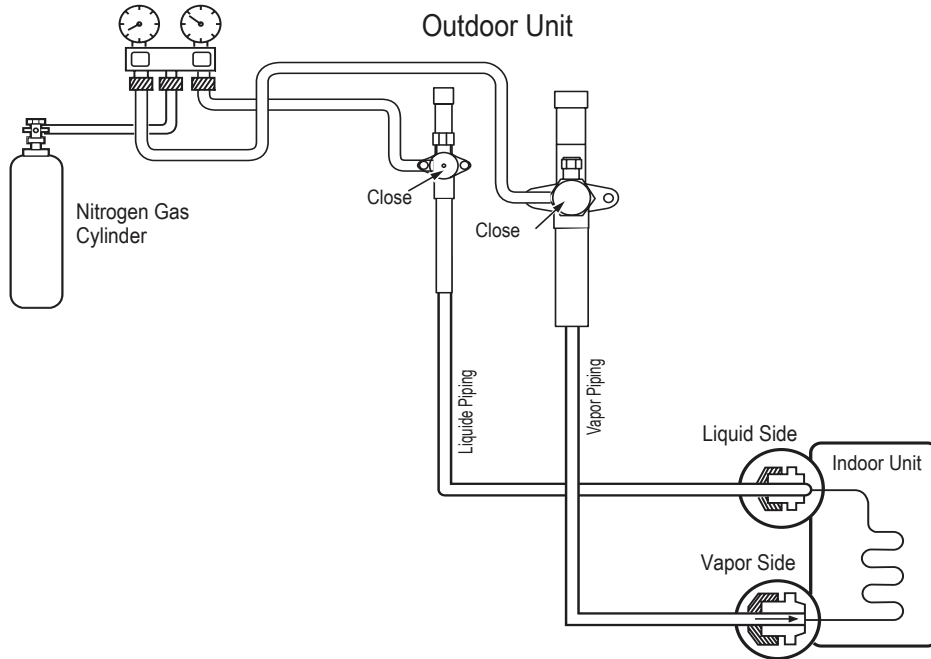 Outdoor Unit
Nitrogen Gas
Cylinder
Close
Close
Liquide Piping
Vapor Piping
Liquid Side
Indoor Unit
Vapor Side